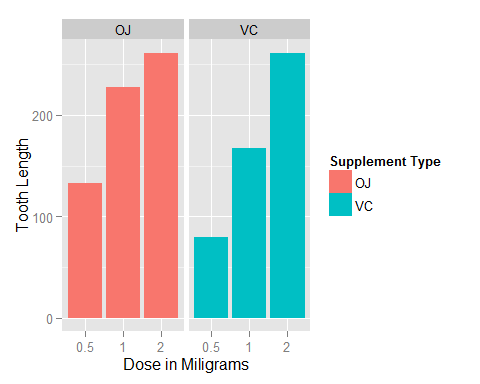 OJ VC
Tooth Length
200
100
0
0.5 1 2 0.5 1 2
Dose in Miligrams
Supplement Type
OJ
VC